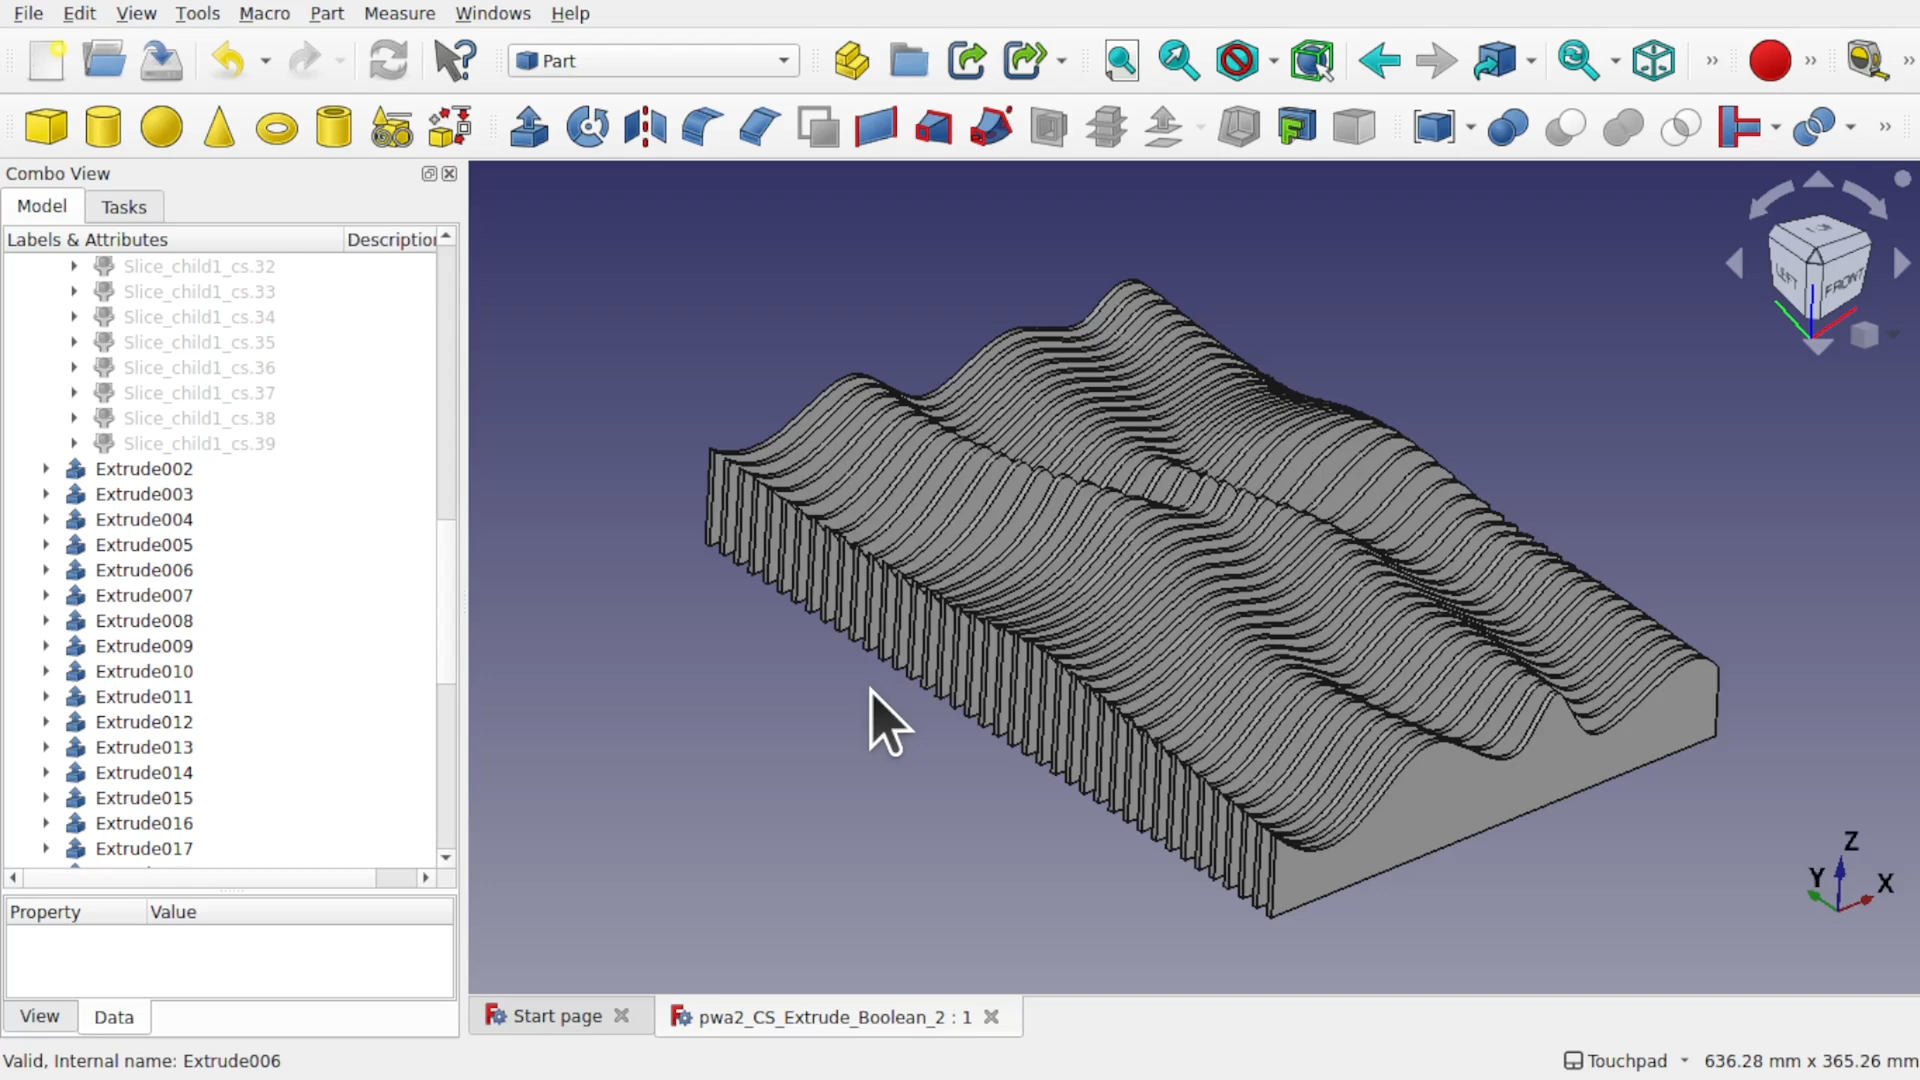 File Edit View Tools Macro Part Measure Windows Help
Part
Combo View
Model Tasks
Labels & Attributes Description
Slice_child1_cs.32
Slice_child1_cs.33
Slice_child1_cs.34
Slice_child1_cs.35
Slice_child1_cs.36
Slice_child1_cs.37
Slice_child1_cs.38
Slice_child1_cs.39
Extrude002
Extrude003
Extrude004
Extrude005
Extrude006
Extrude007
Extrude008
Extrude009
Extrude010
Extrude011
Extrude012
Extrude013
Extrude014
Extrude015
Extrude016
Extrude017
Property Value
View Data
LEFT FRONT
Z
Y X
Start page pwa2_CS_Extrude_Boolean_2 : 1
Valid, Internal name: Extrude006
Touchpad 636.28 mm x 365.26 mm